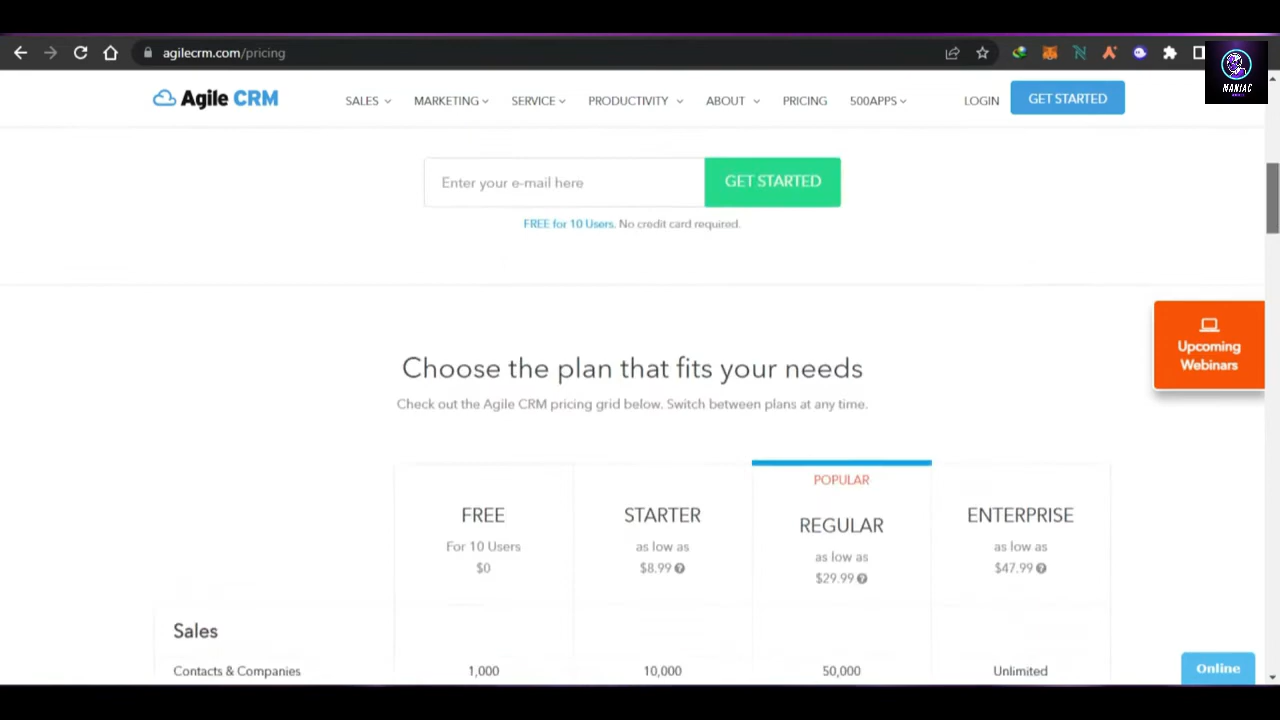 agilecrm.com/pricing
MANIAC
Agile CRM
SALES MARKETING SERVICE PRODUCTIVITY ABOUT PRICING 500APPS LOGIN GET STARTED
Enter your e-mail here GET STARTED
FREE for 10 Users. No credit card required.
Upcoming
Webinars
Choose the plan that fits your needs
Check out the Agile CRM pricing grid below. Switch between plans at any time.
POPULAR
FREE STARTER REGULAR ENTERPRISE
For 10 Users as low as as low as as low as
$0 $8.99 $29.99 $47.99
Sales
Contacts & Companies 1,000 10,000 50,000 Unlimited
Online